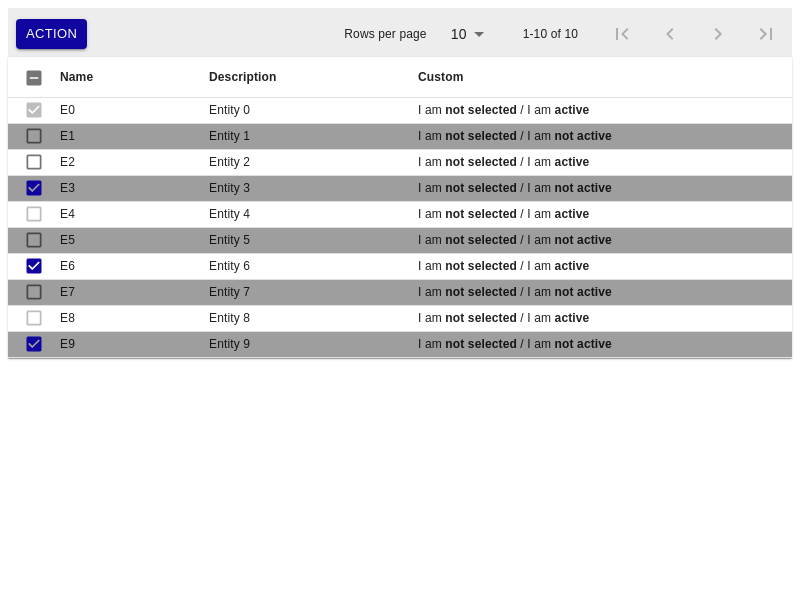 ACTION Rows per page 10 1-10 of 10
Name Description Custom
E0 Entity 0 I am not selected / I am active
E1 Entity 1 I am not selected / I am not active
E2 Entity 2 I am not selected / I am active
E3 Entity 3 I am not selected / I am not active
E4 Entity 4 I am not selected / I am active
E5 Entity 5 I am not selected / I am not active
E6 Entity 6 I am not selected / I am active
E7 Entity 7 I am not selected / I am not active
E8 Entity 8 I am not selected / I am active
E9 Entity 9 I am not selected / I am not active